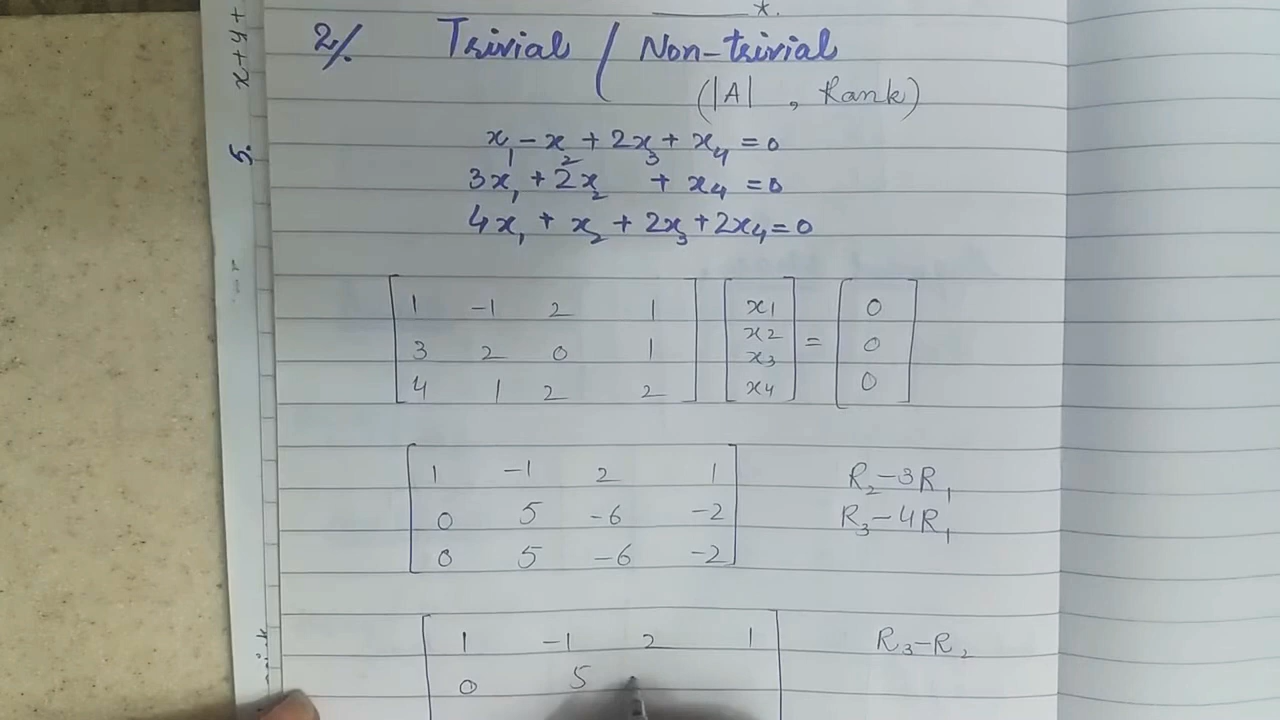 x+y+
5.
*.
2/. Trivial / Non-trivial
(|A| , Rank)
x₁ - x₂ + 2x₃ + x₄ = 0
3x₁ + 2x₂ + x₄ = 0
4x₁ + x₂ + 2x₃ + 2x₄ = 0
1 -1 2 1 x1 0
3 2 0 1 x2 = 0
x3
4 1 2 2 x4 0
1 -1 2 1 R₂-3R₁
0 5 -6 -2 R₃-4R₁
0 5 -6 -2
1 -1 2 1 R₃-R₂
0 5